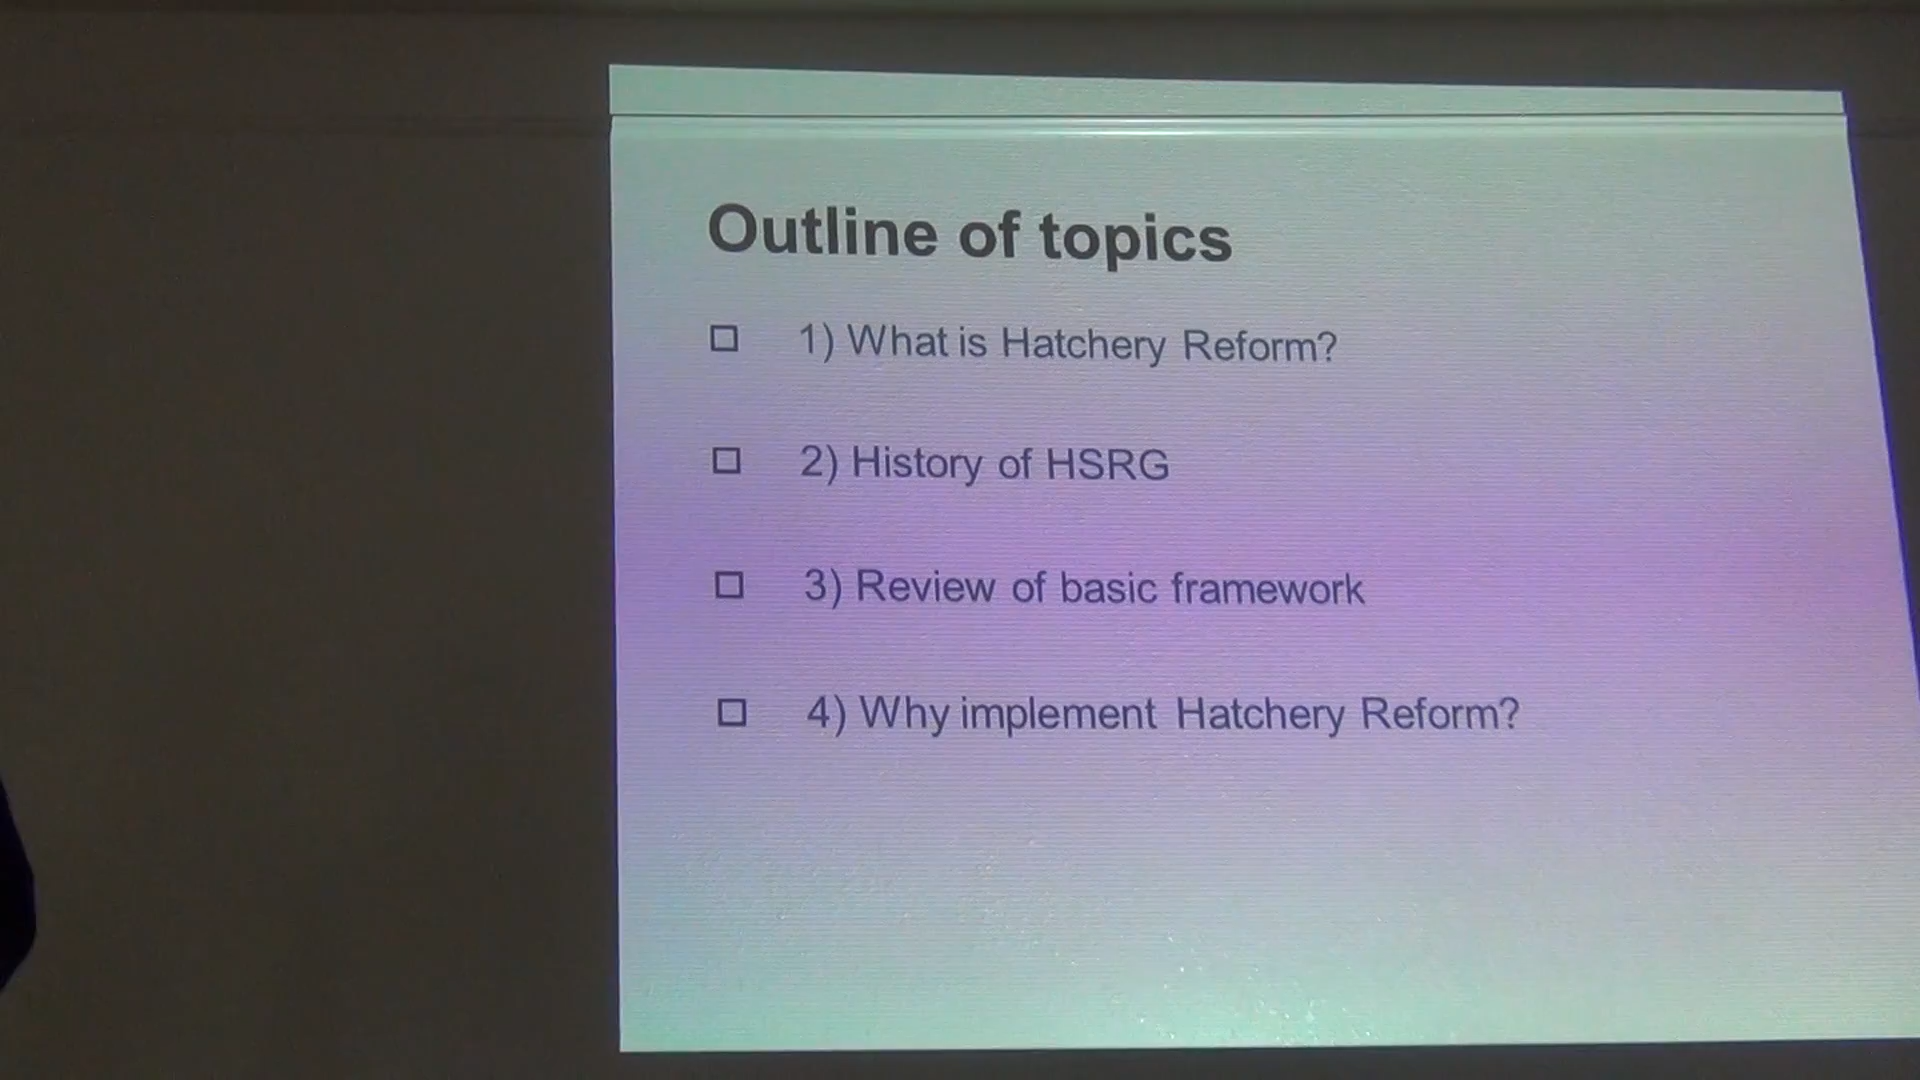 Outline of topics
1) What is Hatchery Reform?
2) History of HSRG
3) Review of basic framework
4) Why implement Hatchery Reform?